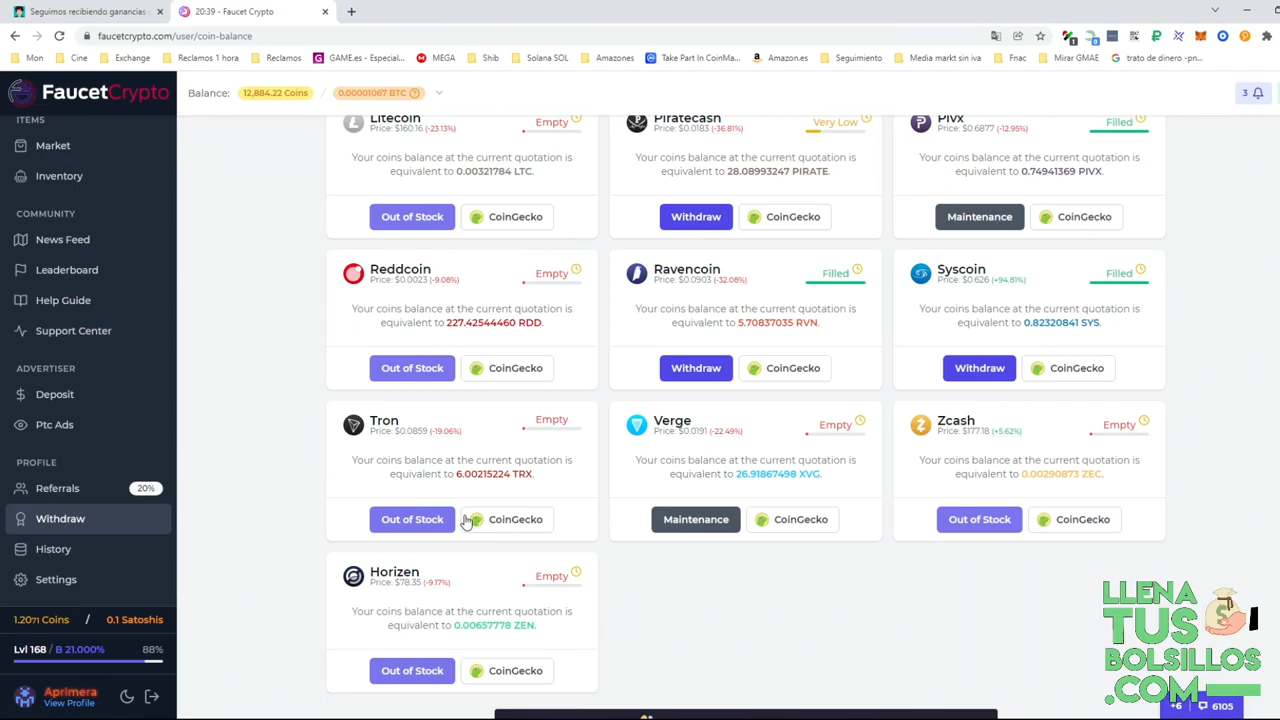 Seguimos recibiendo ganancias
20:39 - Faucet Crypto
faucetcrypto.com/user/coin-balance
Mon
Cine
Exchange
Reclamos 1 hora
Reclamos
GAME.es - Especial...
MEGA
Shib
Solana SOL
Amazones
Take Part In CoinMa...
Amazon.es
Seguimiento
Media markt sin iva
Fnac
Mirar GMAE
trato de dinero -pn...
FaucetCrypto
Balance: 12,884.22 Coins / 0.00001067 BTC
3
ITEMS
Market
Inventory
COMMUNITY
News Feed
Leaderboard
Help Guide
Support Center
ADVERTISER
Deposit
Ptc Ads
PROFILE
Referrals 20%
Withdraw
History
Settings
1.2071 Coins / 0.1 Satoshis
Lvl 168 / B 21.000% 88%
Aprimera
View Profile
Litecoin
Price: $160.16 (-23.13%)
Empty
Your coins balance at the current quotation is
equivalent to 0.00321784 LTC.
Out of Stock CoinGecko
Piratecash
Price: $0.0183 (-36.81%)
Very Low
Your coins balance at the current quotation is
equivalent to 28.08993247 PIRATE.
Withdraw CoinGecko
Pivx
Price: $0.6877 (-12.95%)
Filled
Your coins balance at the current quotation is
equivalent to 0.74941369 PIVX.
Maintenance CoinGecko
Reddcoin
Price: $0.0023 (-9.08%)
Empty
Your coins balance at the current quotation is
equivalent to 227.42544460 RDD.
Out of Stock CoinGecko
Ravencoin
Price: $0.0903 (-32.08%)
Filled
Your coins balance at the current quotation is
equivalent to 5.70837035 RVN.
Withdraw CoinGecko
Syscoin
Price: $0.626 (+94.81%)
Filled
Your coins balance at the current quotation is
equivalent to 0.82320841 SYS.
Withdraw CoinGecko
Tron
Price: $0.0859 (-19.06%)
Empty
Your coins balance at the current quotation is
equivalent to 6.00215224 TRX.
Out of Stock CoinGecko
Verge
Price: $0.0191 (-22.49%)
Empty
Your coins balance at the current quotation is
equivalent to 26.91867498 XVG.
Maintenance CoinGecko
Zcash
Price: $177.18 (+5.62%)
Empty
Your coins balance at the current quotation is
equivalent to 0.00290873 ZEC.
Out of Stock CoinGecko
Horizen
Price: $78.35 (-9.17%)
Empty
Your coins balance at the current quotation is
equivalent to 0.00657778 ZEN.
Out of Stock CoinGecko
LLENA
TUS
BOLSILLOS
.COM
+6 6105